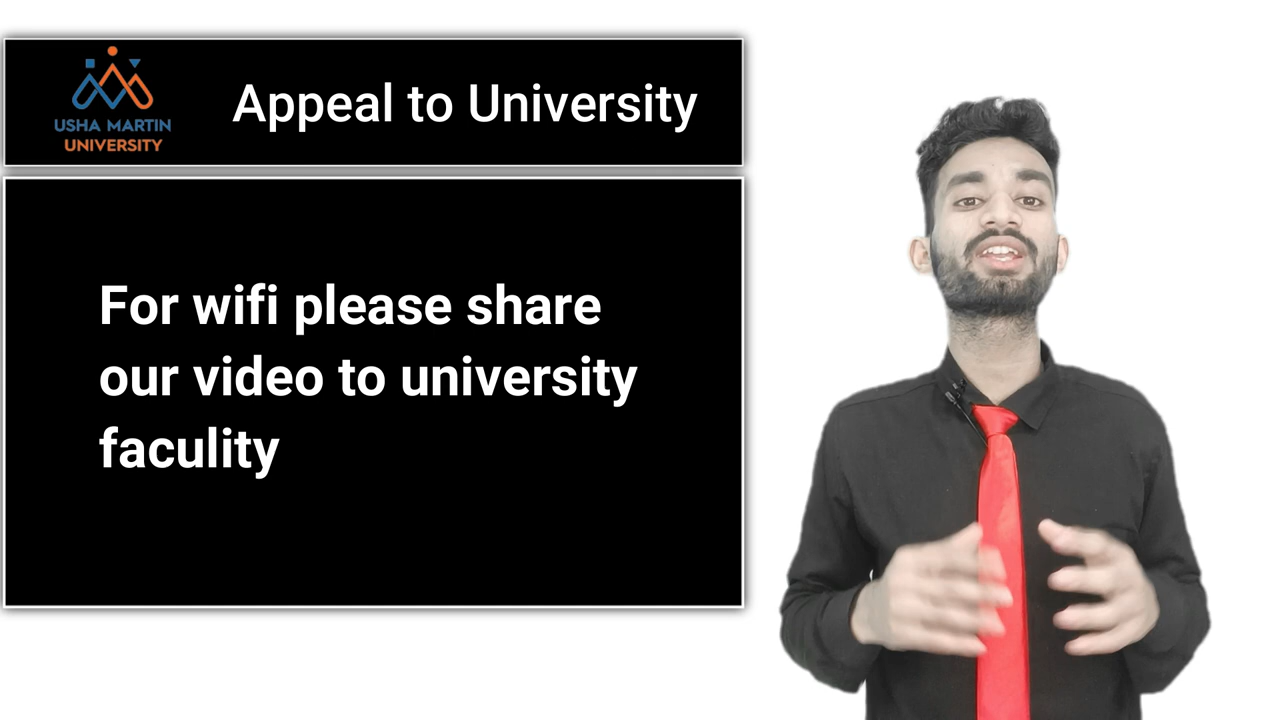 USHA MARTIN
UNIVERSITY
Appeal to University
For wifi please share
our video to university
faculity